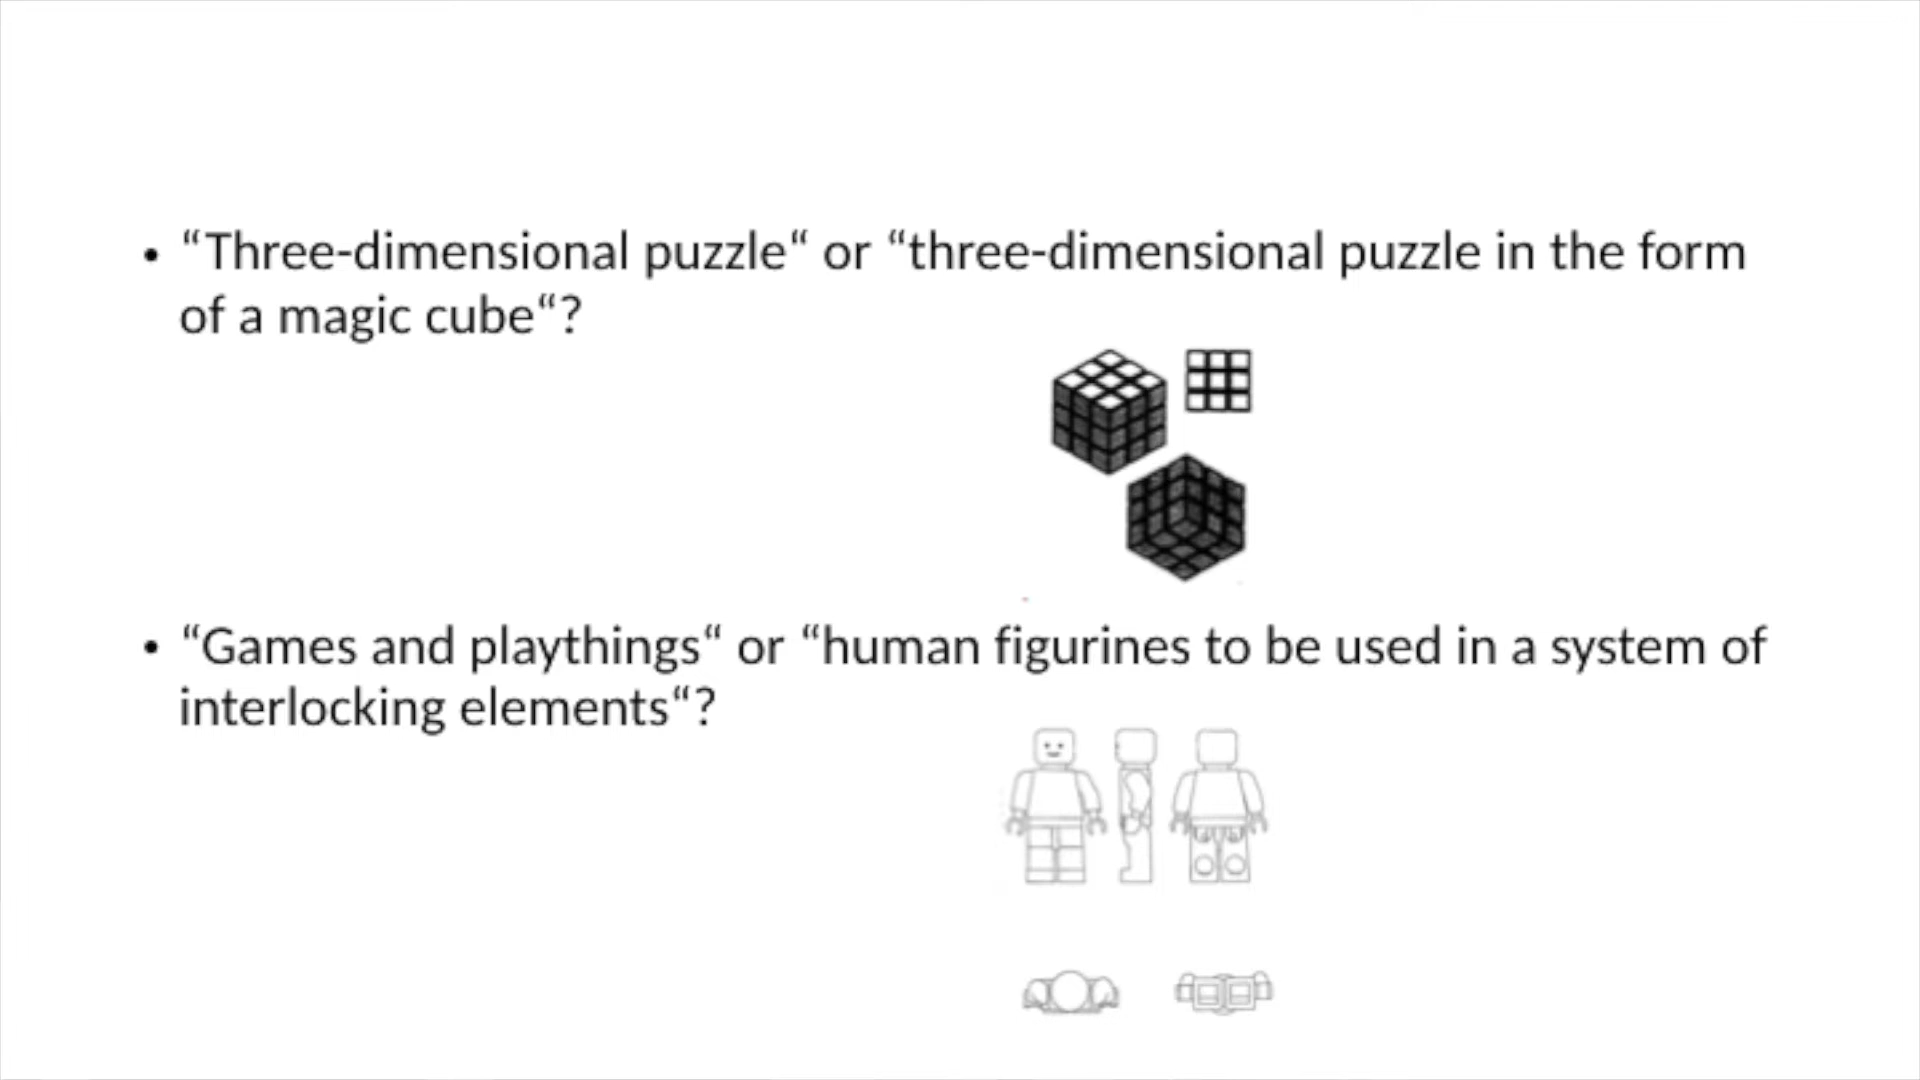 • “Three-dimensional puzzle“ or “three-dimensional puzzle in the form
of a magic cube“?
• “Games and playthings“ or “human figurines to be used in a system of
interlocking elements“?